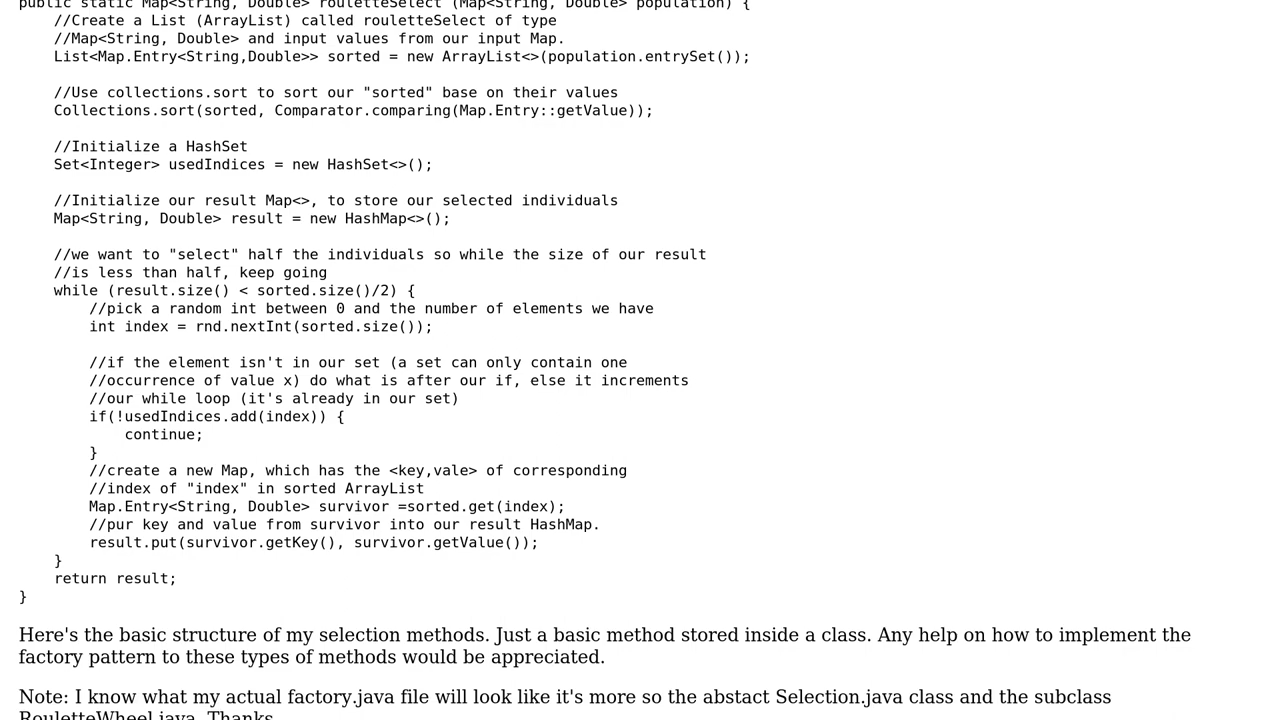 public static Map<String, Double> rouletteSelect (Map<String, Double> population) {
    //Create a List (ArrayList) called rouletteSelect of type
    //Map<String, Double> and input values from our input Map.
    List<Map.Entry<String,Double>> sorted = new ArrayList<>(population.entrySet());
    //Use collections.sort to sort our "sorted" base on their values
    Collections.sort(sorted, Comparator.comparing(Map.Entry::getValue));
    //Initialize a HashSet
    Set<Integer> usedIndices = new HashSet<>();
    //Initialize our result Map<>, to store our selected individuals
    Map<String, Double> result = new HashMap<>();
    //we want to "select" half the individuals so while the size of our result
    //is less than half, keep going
    while (result.size() < sorted.size()/2) {
        //pick a random int between 0 and the number of elements we have
        int index = rnd.nextInt(sorted.size());
        //if the element isn't in our set (a set can only contain one
        //occurrence of value x) do what is after our if, else it increments
        //our while loop (it's already in our set)
        if(!usedIndices.add(index)) {
            continue;
        }
        //create a new Map, which has the <key,vale> of corresponding
        //index of "index" in sorted ArrayList
        Map.Entry<String, Double> survivor =sorted.get(index);
        //pur key and value from survivor into our result HashMap.
        result.put(survivor.getKey(), survivor.getValue());
    }
    return result;
}
Here's the basic structure of my selection methods. Just a basic method stored inside a class. Any help on how to implement the
factory pattern to these types of methods would be appreciated.
Note: I know what my actual factory.java file will look like it's more so the abstact Selection.java class and the subclass
RouletteWheel.java. Thanks